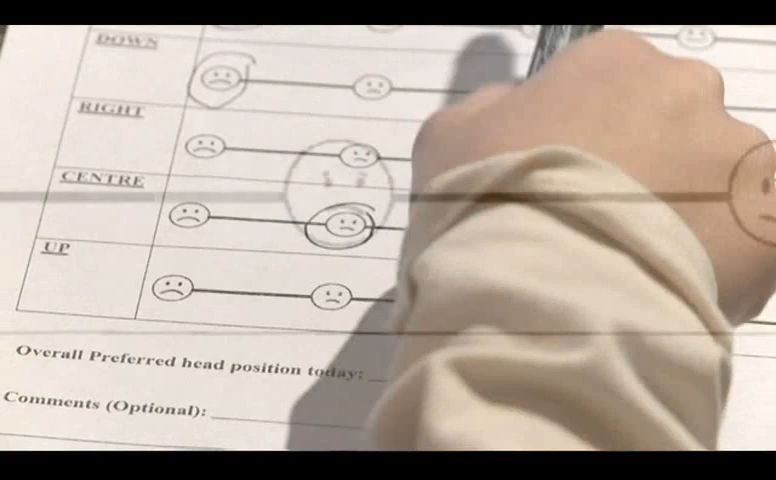 DOWN
RIGHT
CENTRE
UP
Overall Preferred head position today:
Comments (Optional):